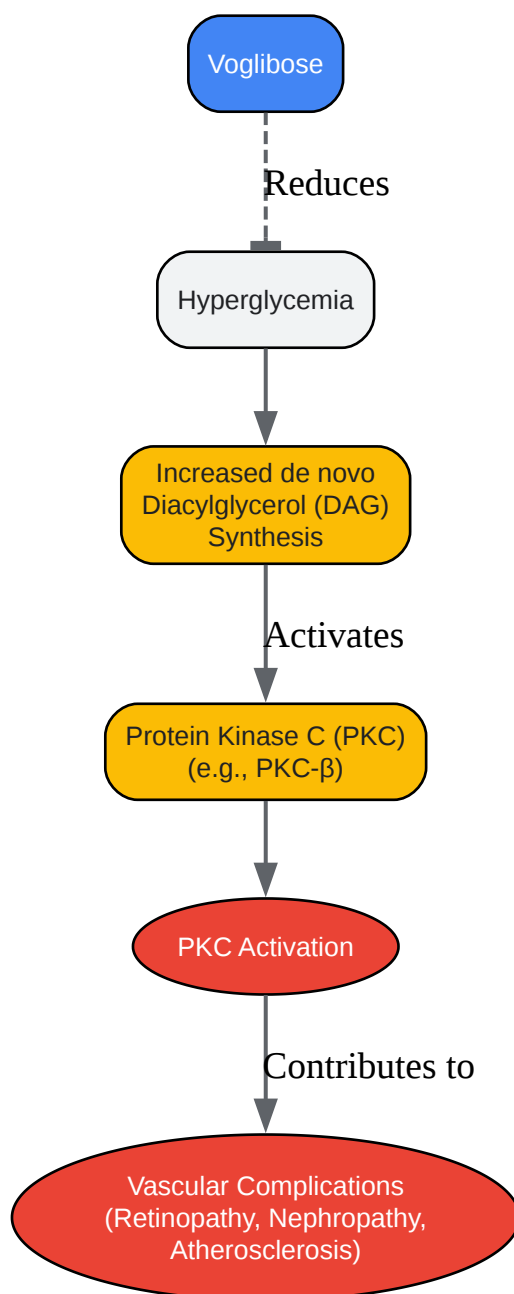 Voglibose
Reduces
Hyperglycemia
Increased de novo
Diacylglycerol (DAG)
Synthesis
Activates
Protein Kinase C (PKC)
(e.g., PKC-β)
PKC Activation
Contributes to
Vascular Complications
(Retinopathy, Nephropathy,
Atherosclerosis)